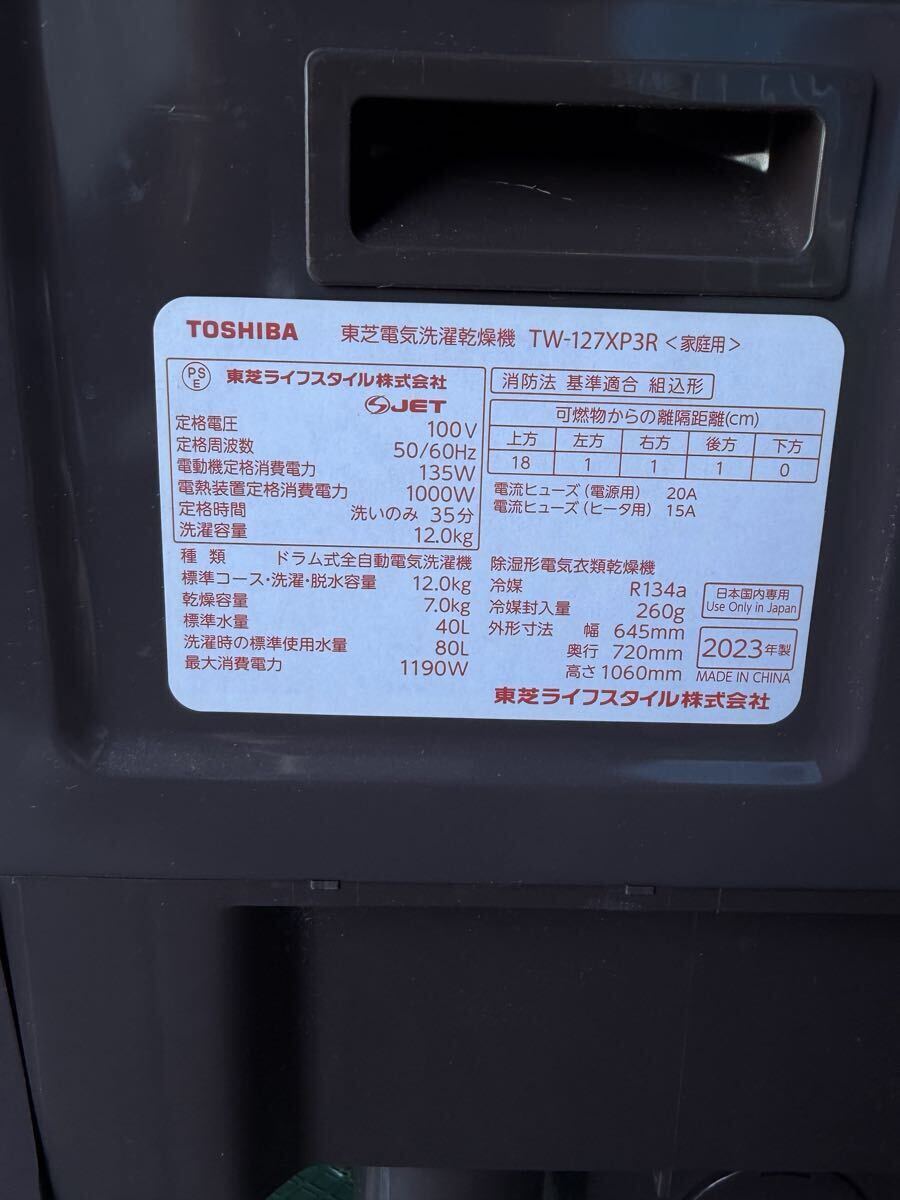 TOSHIBA 東芝電気洗濯乾燥機 TW-127XP3R <家庭用>
PS
E
東芝ライフスタイル株式会社
SJET
定格電圧 100V
定格周波数 50/60Hz
電動機定格消費電力 135W
電熱装置定格消費電力 1000W
定格時間 洗いのみ 35分
洗濯容量 12.0kg
種類 ドラム式全自動電気洗濯機
標準コース・洗濯・脱水容量 12.0kg
乾燥容量 7.0kg
標準水量 40L
洗濯時の標準使用水量 80L
最大消費電力 1190W
消防法 基準適合 組込形
可燃物からの離隔距離(cm)
上方 左方 右方 後方 下方
18 1 1 1 0
電流ヒューズ(電源用) 20A
電流ヒューズ(ヒータ用) 15A
除湿形電気衣類乾燥機
冷媒 R134a
冷媒封入量 260g
外形寸法 幅 645mm
奥行 720mm
高さ 1060mm
日本国内専用
Use Only in Japan
2023年製
MADE IN CHINA
東芝ライフスタイル株式会社